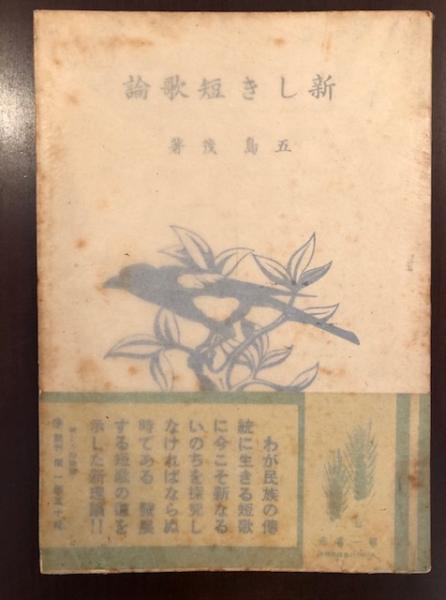 新しき短歌論
五島茂著
わが民族の傳
統に生きる短歌
に今こそ新なる
いのちを探究し
なければならぬ
時である 發展
する短歌の道を
示した新理論!!